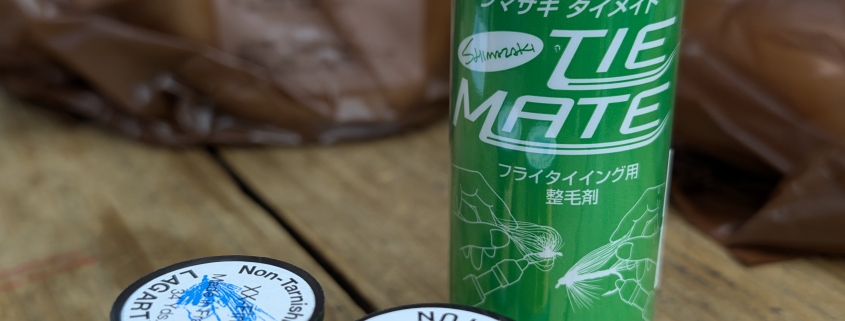 シマザキ タイメイト
SHIMAZAKI
TIE
MATE
フライタイイング用
整毛剤
Non-Tarnish
LAGART
NON